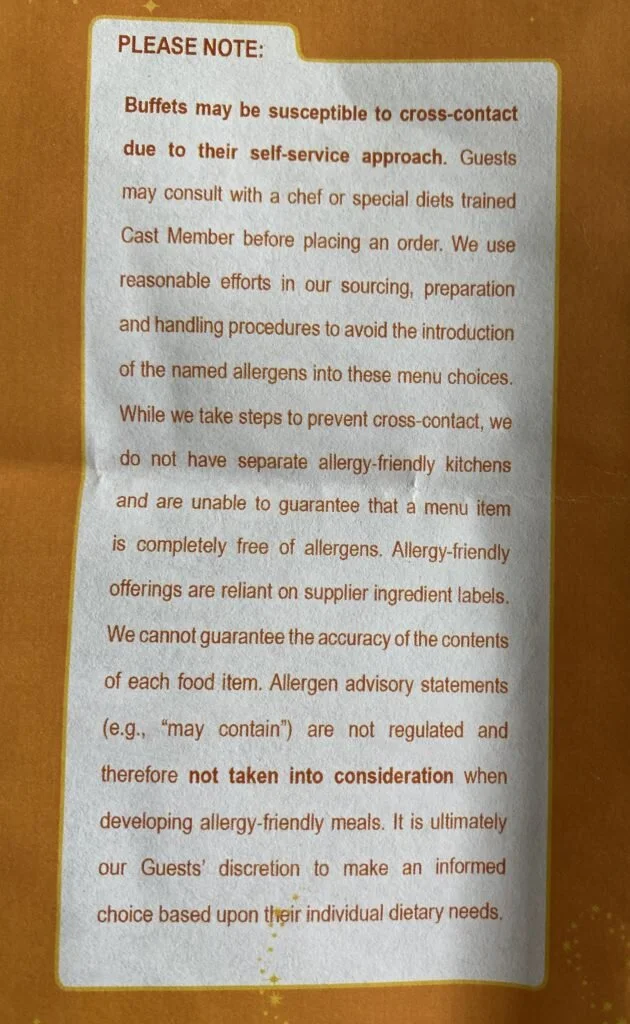 PLEASE NOTE:
Buffets may be susceptible to cross-contact
due to their self-service approach. Guests
may consult with a chef or special diets trained
Cast Member before placing an order. We use
reasonable efforts in our sourcing, preparation
and handling procedures to avoid the introduction
of the named allergens into these menu choices.
While we take steps to prevent cross-contact, we
do not have separate allergy-friendly kitchens
and are unable to guarantee that a menu item
is completely free of allergens. Allergy-friendly
offerings are reliant on supplier ingredient labels.
We cannot guarantee the accuracy of the contents
of each food item. Allergen advisory statements
(e.g., “may contain”) are not regulated and
therefore not taken into consideration when
developing allergy-friendly meals. It is ultimately
our Guests’ discretion to make an informed
choice based upon their individual dietary needs.